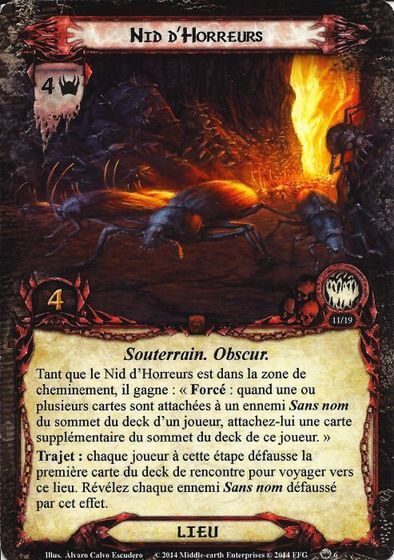 Nid d'Horreurs
4
4
11/19
Souterrain. Obscur.
Tant que le Nid d'Horreurs est dans la zone de
cheminement, il gagne : « Forcé : quand une ou
plusieurs cartes sont attachées à un ennemi Sans nom
du sommet du deck d'un joueur, attachez-lui une carte
supplémentaire du sommet du deck de ce joueur. »
Trajet : chaque joueur à cette étape défausse la
première carte du deck de rencontre pour voyager vers
ce lieu. Révélez chaque ennemi Sans nom défaussé
par cet effet.
LIEU
Illus. Álvaro Calvo Escudero © 2014 Middle-earth Enterprises © 2014 FFG 6